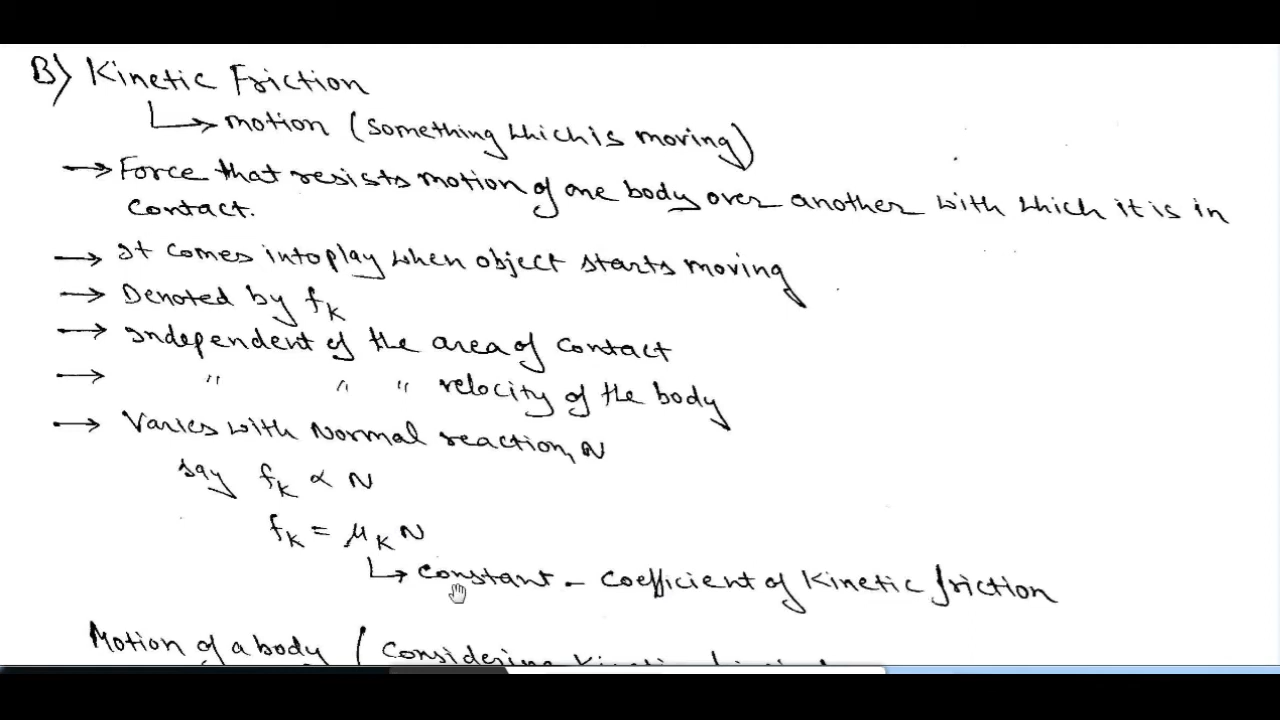 B) Kinetic Friction
↳ motion (something which is moving)
→ Force that resists motion of one body over another with which it is in
contact.
→ It comes into play when object starts moving
→ Denoted by fK
→ Independent of the area of contact
→ " " " velocity of the body
→ Varies with Normal reaction, N
say fK ∝ N
fK = μK N
↳ constant - coefficient of Kinetic friction
Motion of a body (Considering